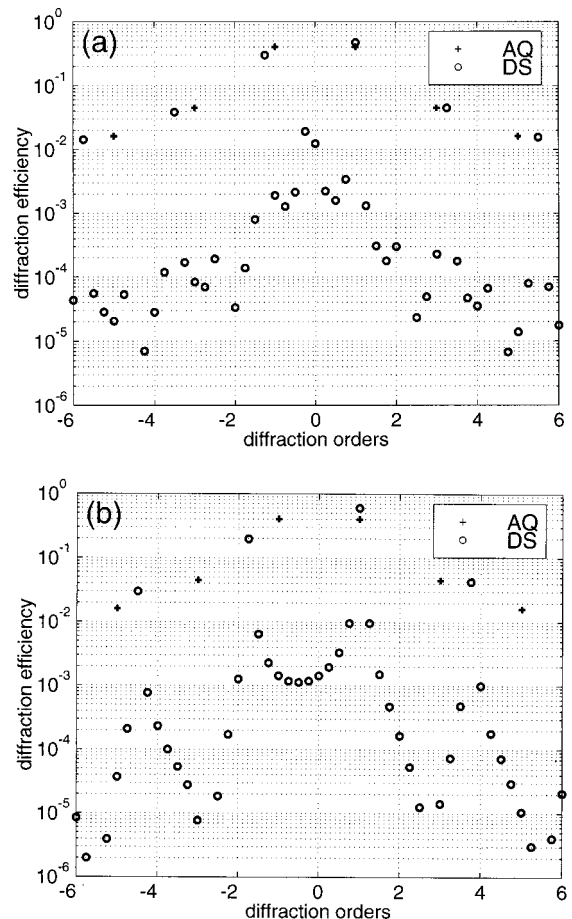 (a)
10^0
10^-1
10^-2
10^-3
10^-4
10^-5
10^-6
diffraction efficiency
AQ
DS
-6 -4 -2 0 2 4 6
diffraction orders
(b)
10^0
10^-1
10^-2
10^-3
10^-4
10^-5
10^-6
diffraction efficiency
AQ
DS
-6 -4 -2 0 2 4 6
diffraction orders